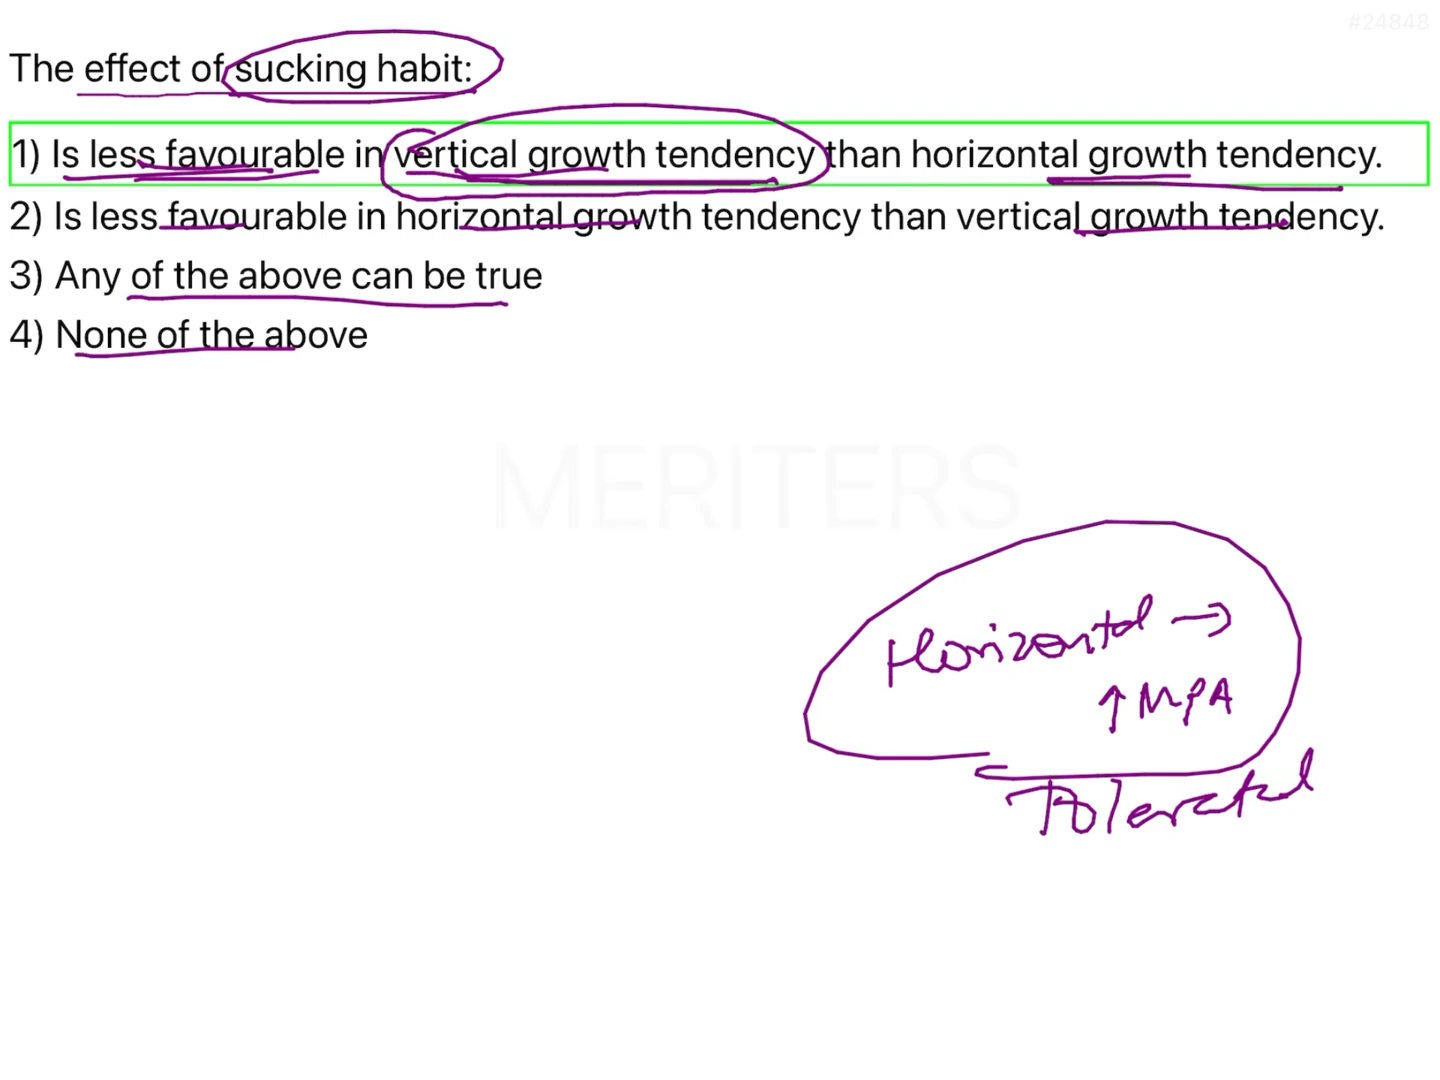 #24848
The effect of sucking habit:
1) Is less favourable in vertical growth tendency than horizontal growth tendency.
2) Is less favourable in horizontal growth tendency than vertical growth tendency.
3) Any of the above can be true
4) None of the above
MERITERS
Horizontal →
↑ MPA
Tolerated